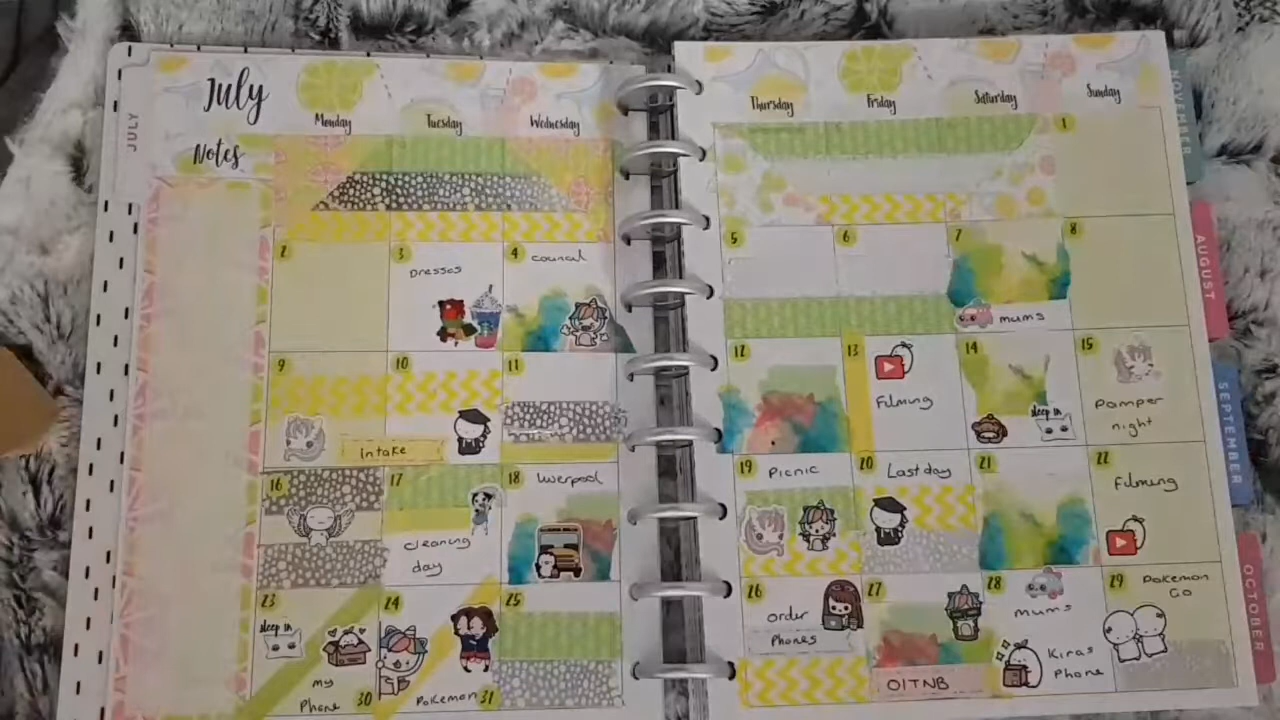 JULY
July
Monday
Tuesday
Wednesday
Thursday
Friday
Saturday
Sunday
Notes
1
2
3
Dresses
4
council
5
6
7
mums
8
9
10
Intake
11
12
13
Filming
14
sleep in
15
Pamper
night
16
17
cleaning
day
18
Liverpool
19
Picnic
20
Last day
21
22
Filming
23
sleep in
my
Phone
30
24
Pokemon
31
25
26
order
Phones
27
OITNB
28
mums
Kiras
Phone
29
Pokemon
GO
NOVEMBER
AUGUST
SEPTEMBER
OCTOBER